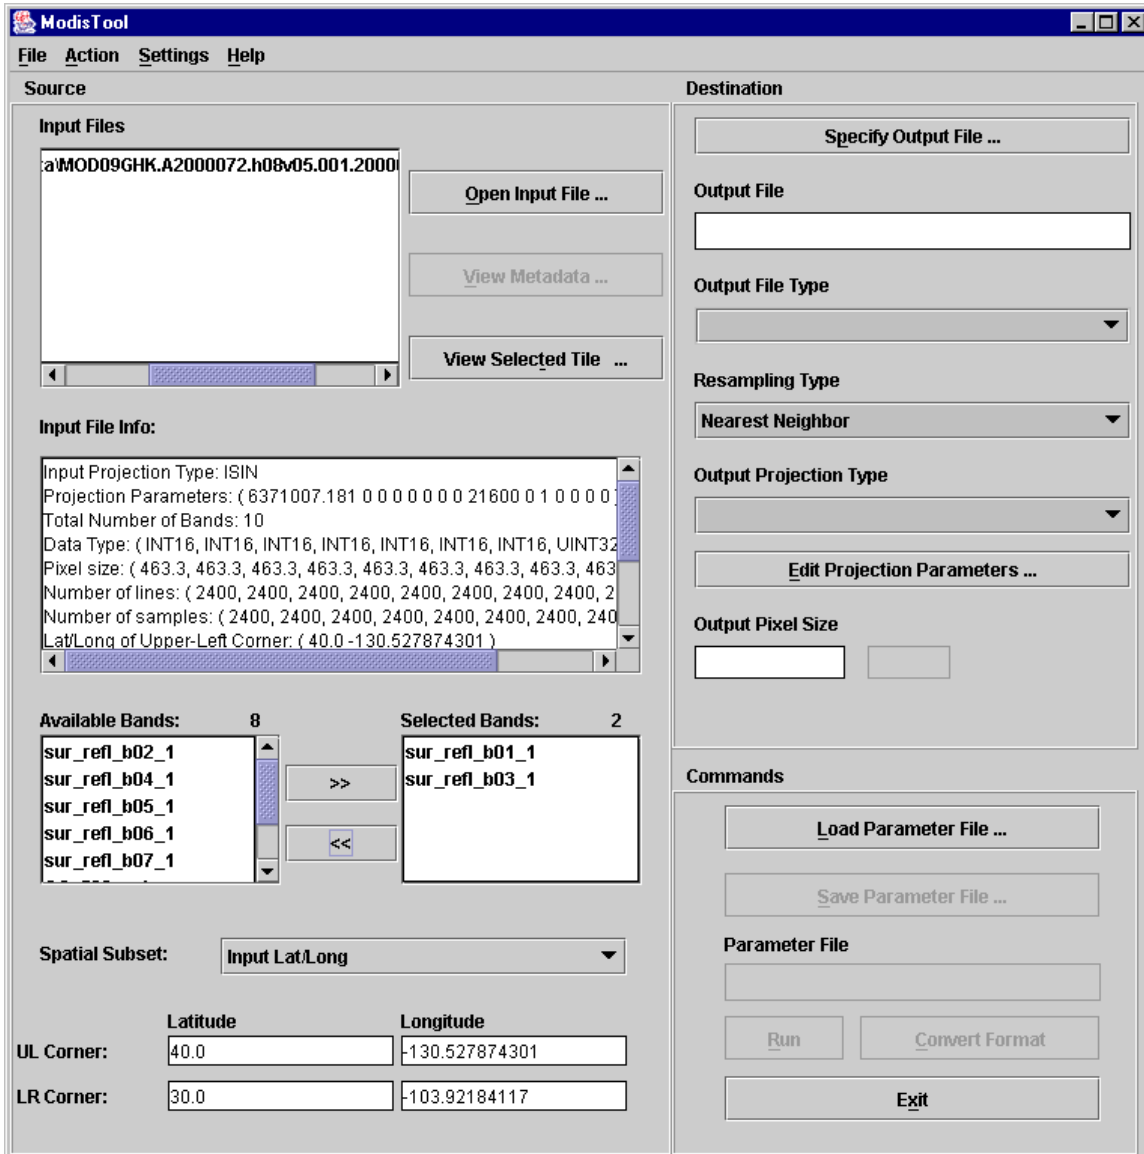 ModisTool
File Action Settings Help
Source
Input Files
:a\MOD09GHK.A2000072.h08v05.001.2000
Open Input File ...
View Metadata ...
View Selected Tile ...
Input File Info:
Input Projection Type: ISIN
Projection Parameters: ( 6371007.181 0 0 0 0 0 0 0 21600 0 1 0 0 0 0 )
Total Number of Bands: 10
Data Type: ( INT16, INT16, INT16, INT16, INT16, INT16, INT16, UINT32
Pixel size: ( 463.3, 463.3, 463.3, 463.3, 463.3, 463.3, 463.3, 463
Number of lines: ( 2400, 2400, 2400, 2400, 2400, 2400, 2400, 2
Number of samples: ( 2400, 2400, 2400, 2400, 2400, 2400, 240
Lat/Long of Upper-Left Corner: ( 40.0 -130.527874301 )
Available Bands: 8
sur_refl_b02_1
sur_refl_b04_1
sur_refl_b05_1
sur_refl_b06_1
sur_refl_b07_1
>>
<<
Selected Bands: 2
sur_refl_b01_1
sur_refl_b03_1
Spatial Subset: Input Lat/Long
Latitude Longitude
UL Corner: 40.0 -130.527874301
LR Corner: 30.0 -103.92184117
Destination
Specify Output File ...
Output File
Output File Type
Resampling Type
Nearest Neighbor
Output Projection Type
Edit Projection Parameters ...
Output Pixel Size
Commands
Load Parameter File ...
Save Parameter File ...
Parameter File
Run Convert Format
Exit